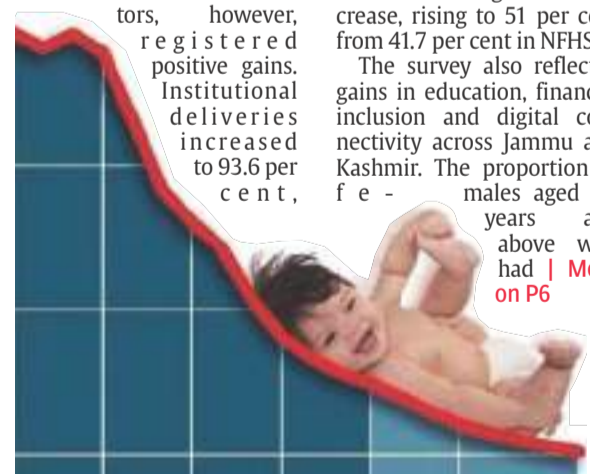 tors, however,
registered
positive gains.
Institutional
deliveries
increased
to 93.6 per
cent,
crease, rising to 51 per
from 41.7 per cent in NFHS
The survey also
gains in education,
inclusion and digital
nectivity across Jammu
Kashmir. The proportion
fe- males aged
years
above
had |
on P6